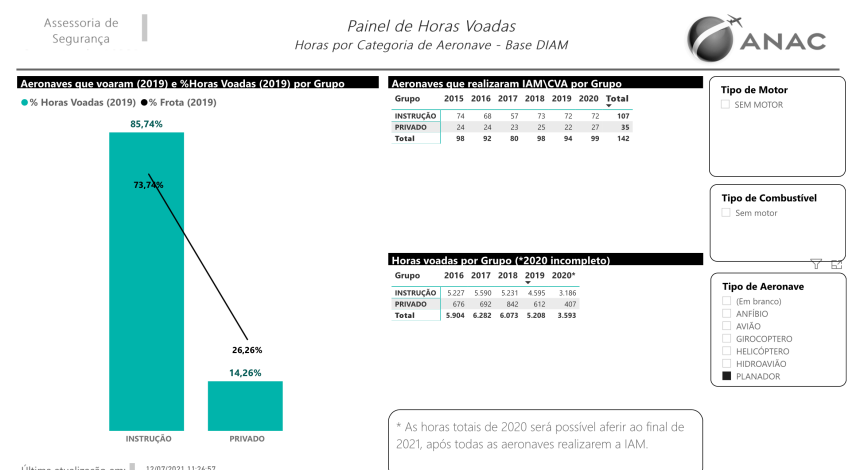 Assessoria de
Segurança
Painel de Horas Voadas
Horas por Categoria de Aeronave - Base DIAM
ANAC
Aeronaves que voaram (2019) e %Horas Voadas (2019) por Grupo
% Horas Voadas (2019) % Frota (2019)
85,74%
73,74%
26,26%
14,26%
INSTRUÇÃO PRIVADO
Última atualização em: 12/07/2021 11:26:57
Aeronaves que realizaram IAM\CVA por Grupo
Grupo 2015 2016 2017 2018 2019 2020 Total
INSTRUÇÃO 74 68 57 73 72 72 107
PRIVADO 24 24 23 25 22 27 35
Total 98 92 80 98 94 99 142
Horas voadas por Grupo (*2020 incompleto)
Grupo 2016 2017 2018 2019 2020*
INSTRUÇÃO 5.227 5.590 5.231 4.595 3.186
PRIVADO 676 692 842 612 407
Total 5.904 6.282 6.073 5.208 3.593
* As horas totais de 2020 será possível aferir ao final de
2021, após todas as aeronaves realizarem a IAM.
Tipo de Motor
SEM MOTOR
Tipo de Combustível
Sem motor
Tipo de Aeronave
(Em branco)
ANFÍBIO
AVIÃO
GIROCOPTERO
HELICÓPTERO
HIDROAVIÃO
PLANADOR